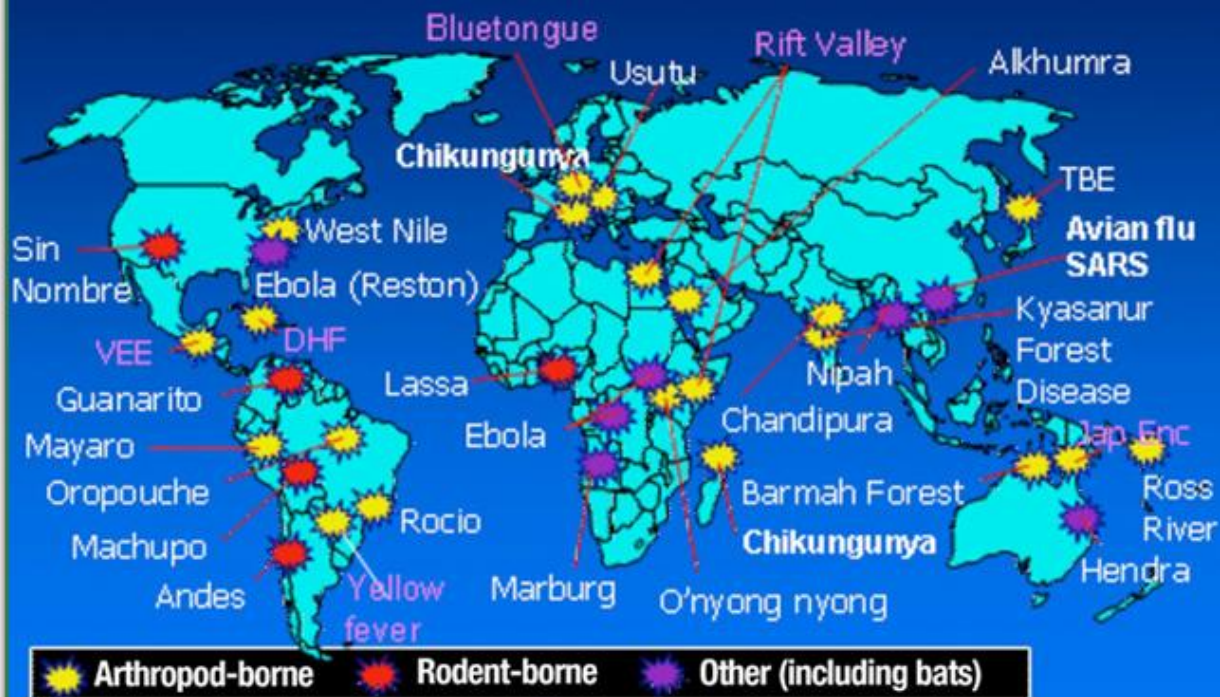 Bluetongue
Rift Valley
Usutu
Alkhumra
Chikungunya
TBE
Avian flu
SARS
West Nile
Sin
Nombre
Ebola (Reston)
Kyasanur
Forest
Disease
VEE
DHF
Guanarito
Lassa
Nipah
Chandipura
Mayaro
Ebola
Jap Enc
Oropouche
Barmah Forest
Ross
River
Rocio
Machupo
Chikungunya
Hendra
Andes
Yellow
fever
Marburg
O'nyong nyong
Arthropod-borne
Rodent-borne
Other (including bats)